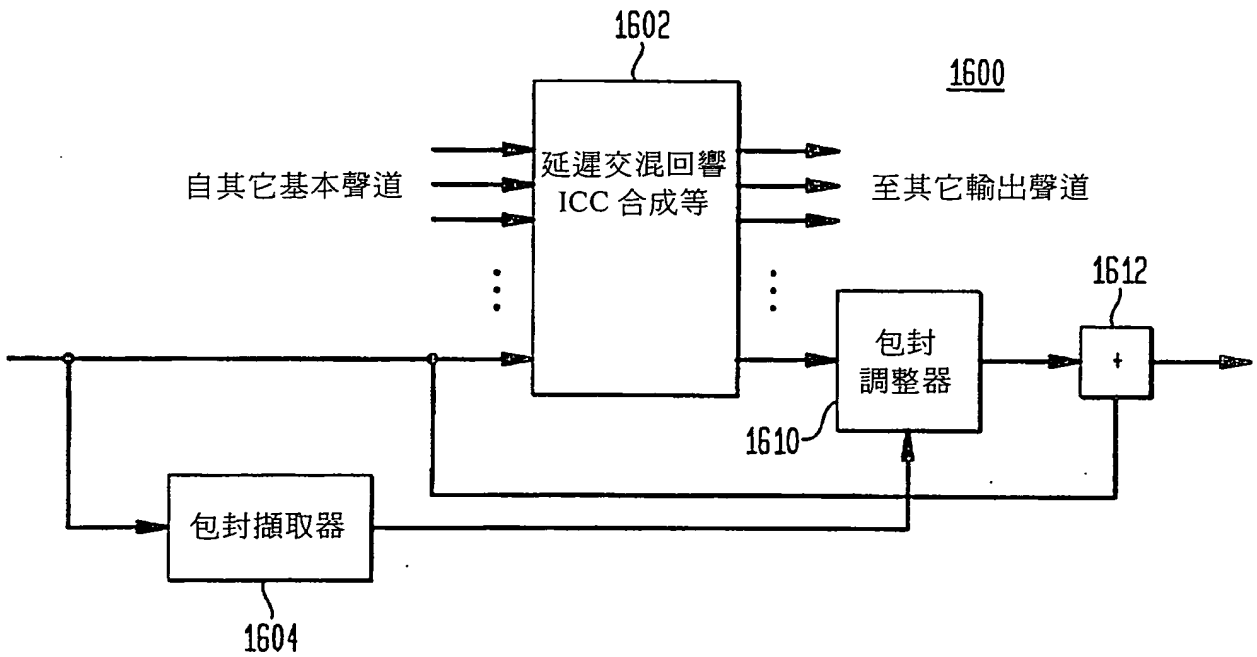 1602
1600
延遲交混回響
ICC 合成等
自其它基本聲道
至其它輸出聲道
1612
包封
調整器
+
1610
包封擷取器
1604